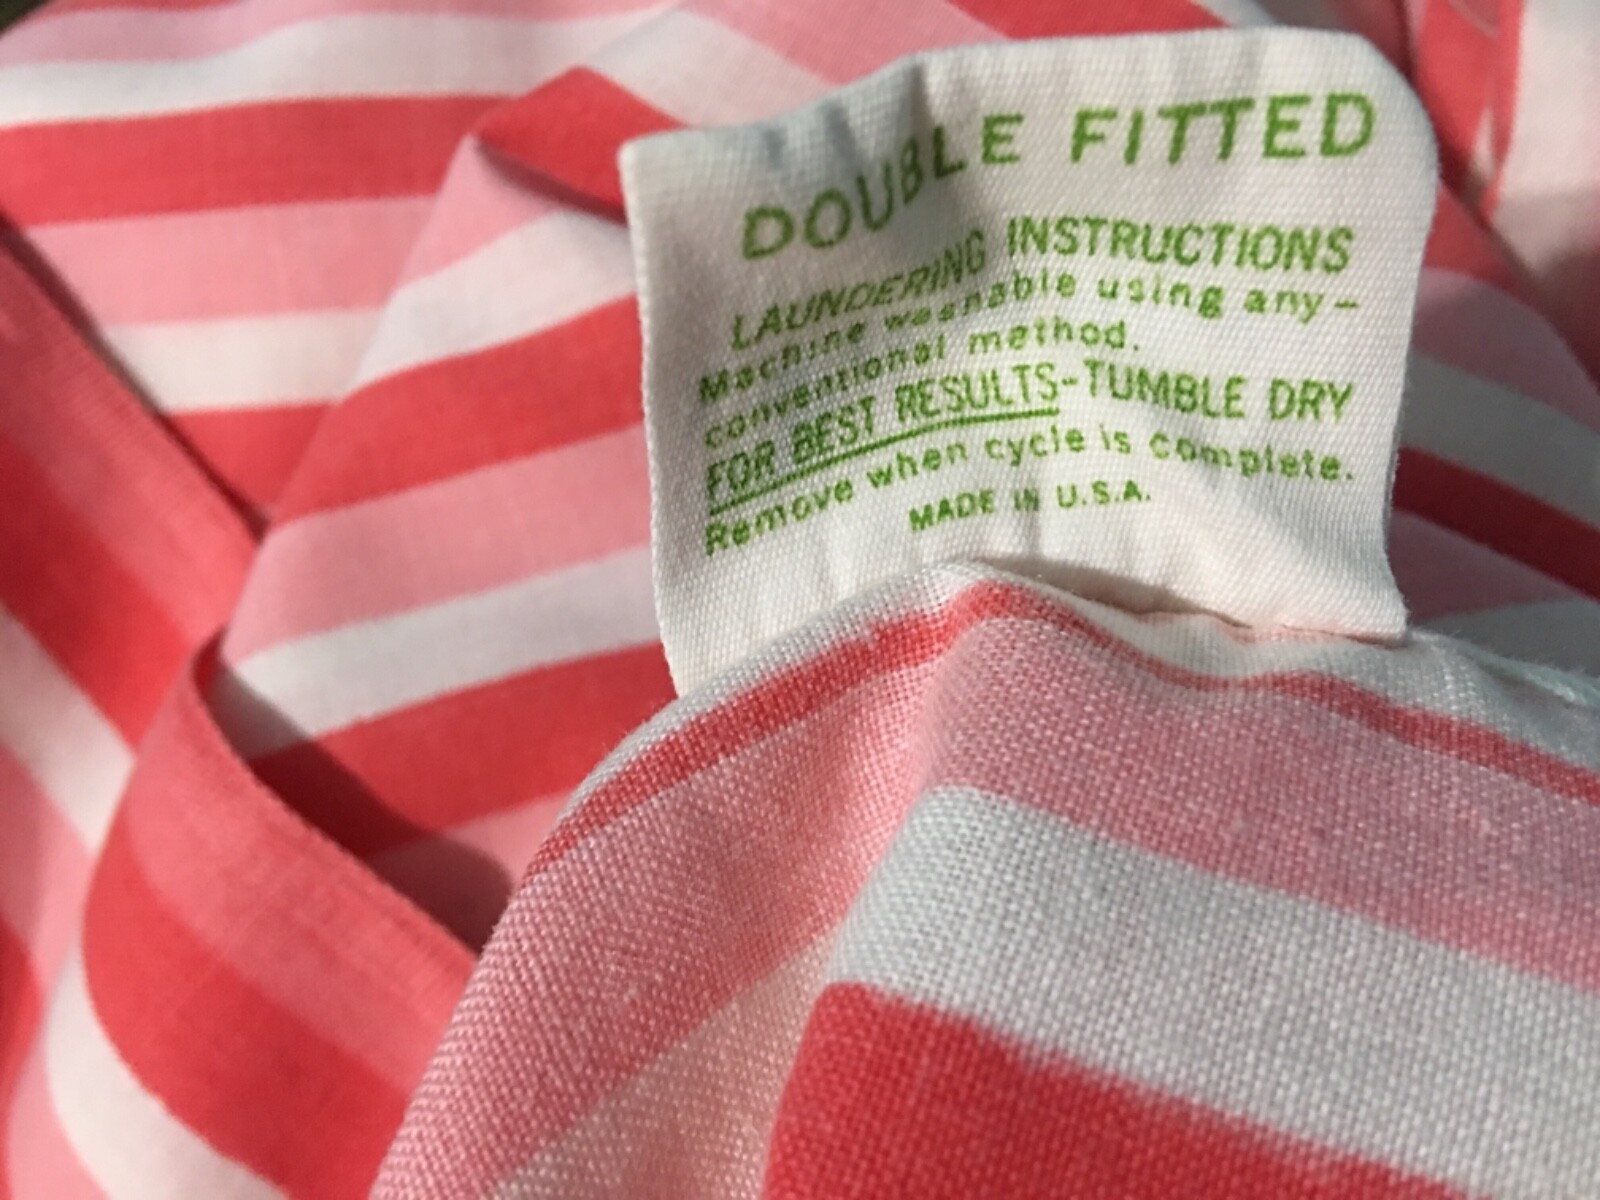 DOUBLE FITTED
LAUNDERING INSTRUCTIONS
Machine washable using any-
conventional method.
FOR BEST RESULTS-TUMBLE DRY
Remove when cycle is complete.
MADE IN U.S.A.